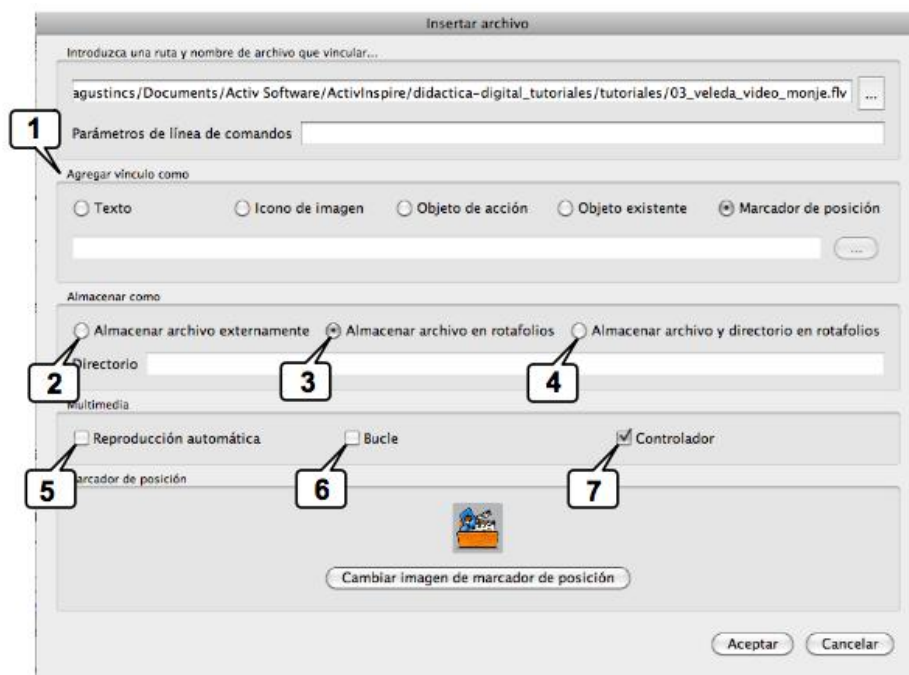 Insertar archivo
Introduzca una ruta y nombre de archivo que vincular...
agustincs/Documents/Activ Software/ActivInspire/didactica-digital_tutoriales/tutoriales/03_veleda_video_monje.flv ...
1
Parámetros de línea de comandos
Agregar vínculo como
Texto Icono de imagen Objeto de acción Objeto existente Marcador de posición
...
Almacenar como
Almacenar archivo externamente Almacenar archivo en rotafolios Almacenar archivo y directorio en rotafolios
Directorio
2 3 4
Multimedia
Reproducción automática Bucle Controlador
5 6 7
arcador de posición
Cambiar imagen de marcador de posición
Aceptar Cancelar